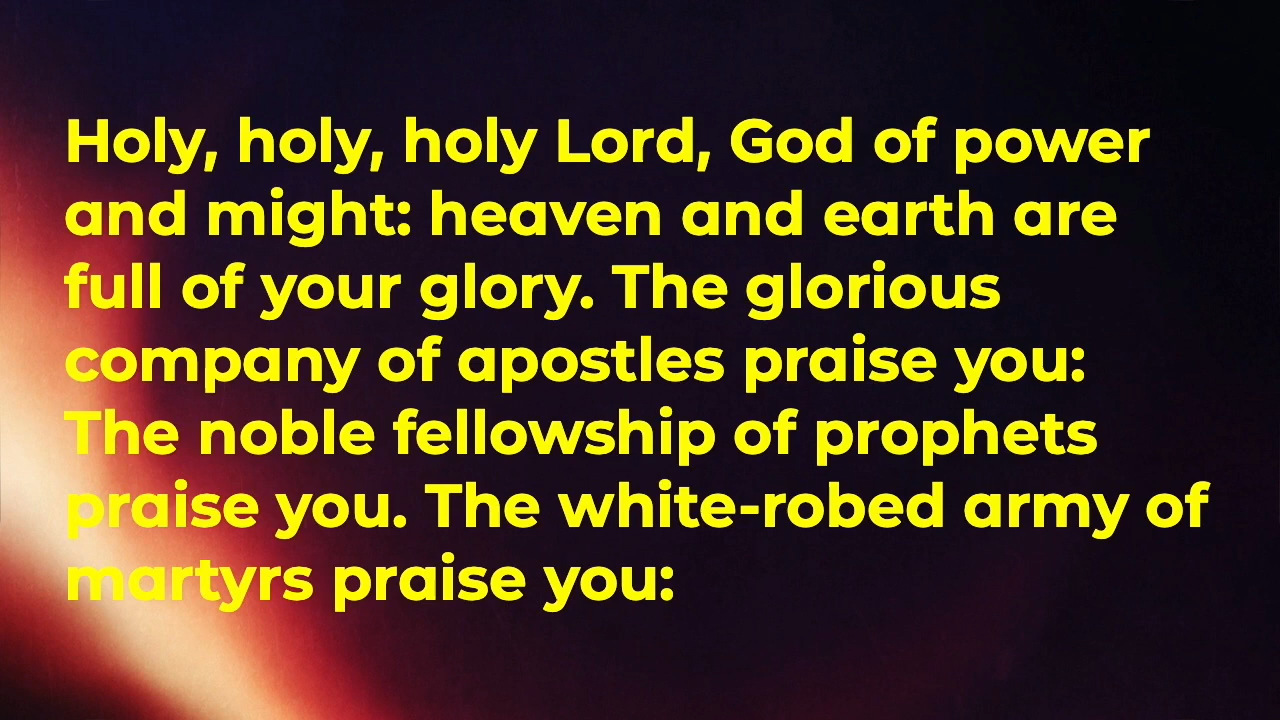 Holy, holy, holy Lord, God of power
and might: heaven and earth are
full of your glory. The glorious
company of apostles praise you:
The noble fellowship of prophets
praise you. The white-robed army of
martyrs praise you: